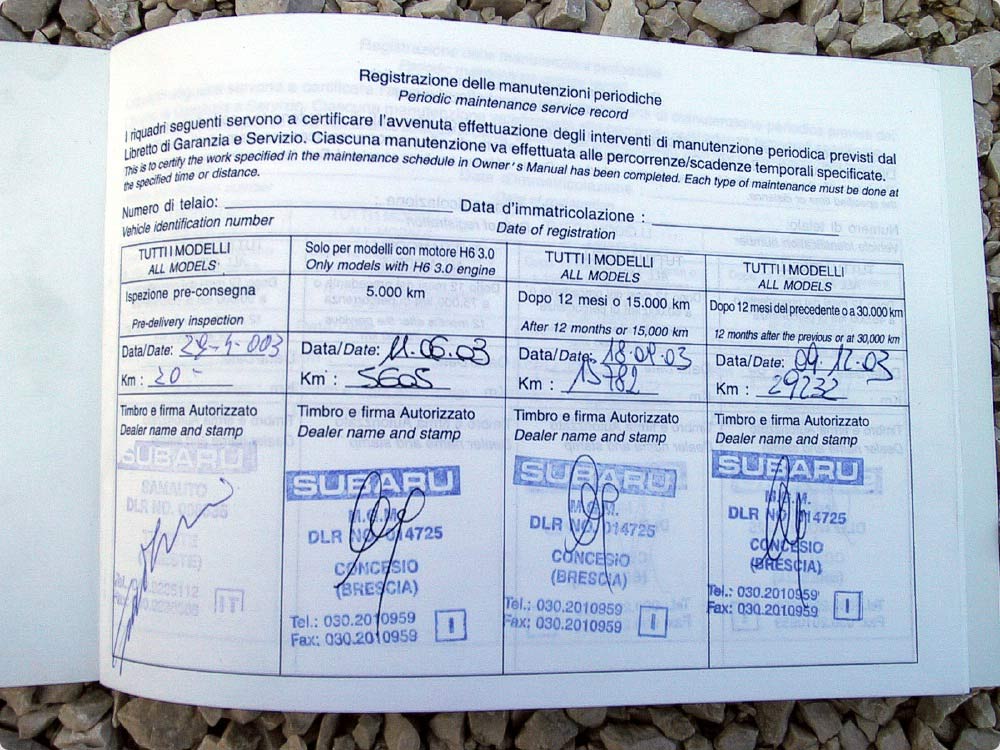 Registrazione delle manutenzioni periodiche
Periodic maintenance service record
I riquadri seguenti servono a certificare l'avvenuta effettuazione degli interventi di manutenzione periodica previsti dal
Libretto di Garanzia e Servizio. Ciascuna manutenzione va effettuata alle percorrenze/scadenze temporali specificate.
This is to certify the work specified in the maintenance schedule in Owner's Manual has been completed. Each type of maintenance must be done at
the specified time or distance.
Numero di telaio:
Vehicle identification number
Data d'immatricolazione :
Date of registration
TUTTI I MODELLI
ALL MODELS
Ispezione pre-consegna
Pre-delivery inspection
Data/Date: 29-4-003
Km : 20-
Timbro e firma Autorizzato
Dealer name and stamp
SUBARU
SANAUTO
DLR NO.
Solo per modelli con motore H6 3.0
Only models with H6 3.0 engine
5.000 km
Data/Date: 11.06.03
Km : 5605
Timbro e firma Autorizzato
Dealer name and stamp
SUBARU
M.G.M.
DLR NO. 014725
CONCESIO
(BRESCIA)
Tel.: 030.2010959
Fax: 030.2010959
I
TUTTI I MODELLI
ALL MODELS
Dopo 12 mesi o 15.000 km
After 12 months or 15,000 km
Data/Date: 18.09.03
Km : 15782
Timbro e firma Autorizzato
Dealer name and stamp
SUBARU
M.G.M.
DLR NO. 014725
CONCESIO
(BRESCIA)
Tel.: 030.2010959
Fax: 030.2010959
I
TUTTI I MODELLI
ALL MODELS
Dopo 12 mesi del precedente o a 30.000 km
12 months after the previous or at 30,000 km
Data/Date: 09.12.03
Km : 29232
Timbro e firma Autorizzato
Dealer name and stamp
SUBARU
M.G.M.
DLR NO. 014725
CONCESIO
(BRESCIA)
Tel.: 030.2010959
Fax: 030.2010959
I